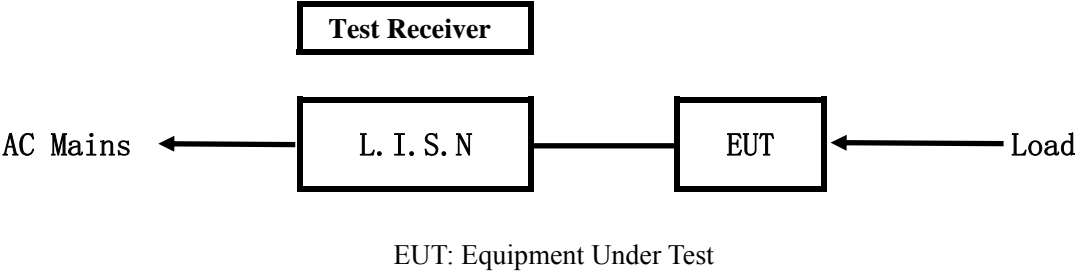 Test Receiver
AC Mains L.I.S.N EUT Load
EUT: Equipment Under Test